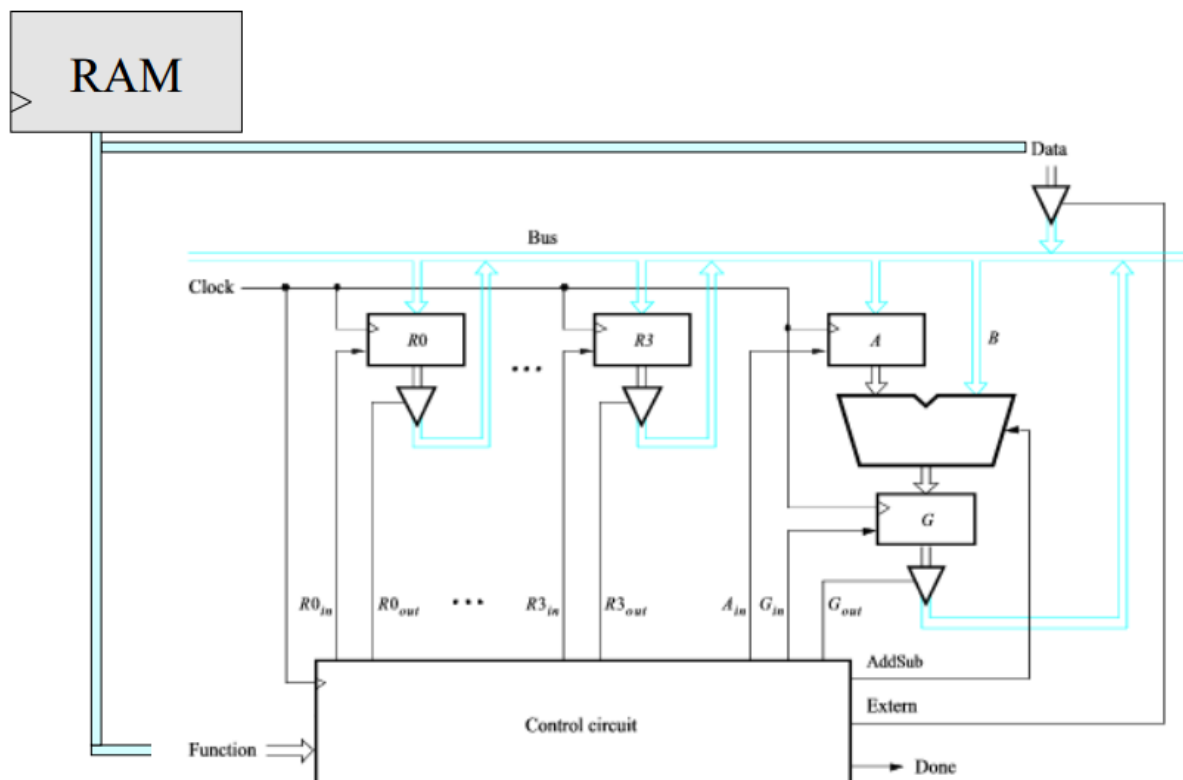 RAM
Data
Bus
Clock
R0
...
R3
A
B
G
R0in
R0out
...
R3in
R3out
Ain
Gin
Gout
AddSub
Extern
Control circuit
Function
Done